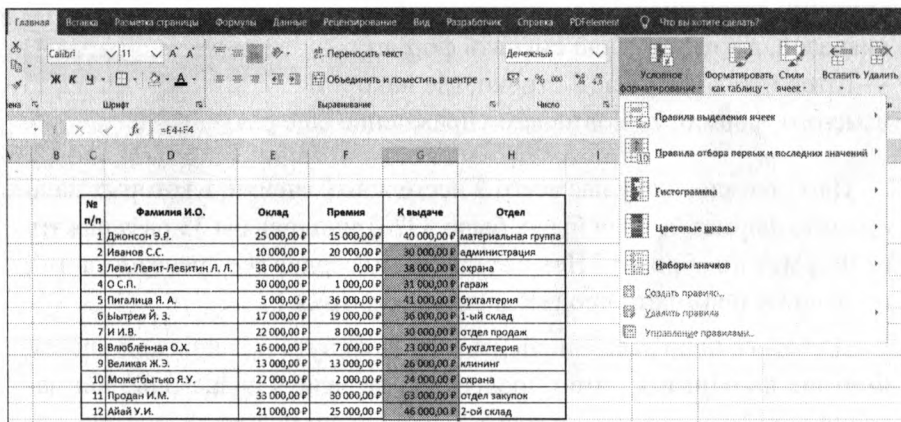 Главная Вставка Разметка страницы Формулы Данные Рецензирование Вид Разработчик Справка PDFelement Что вы хотите сделать?
Calibri 11 A A Переносить текст Денежный
Ж К Ч A Объединить и поместить в центре % 000
Условное форматирование Форматировать как таблицу Стили ячеек Вставить Удалить
Шрифт Выравнивание Число
fx =E4+F4
B C D E F G H I
№ п/п Фамилия И.О. Оклад Премия К выдаче Отдел
1 Джонсон Э.Р. 25 000,00 ₽ 15 000,00 ₽ 40 000,00 ₽ материальная группа
2 Иванов С.С. 10 000,00 ₽ 20 000,00 ₽ 30 000,00 ₽ администрация
3 Леви-Левит-Левитин Л. Л. 38 000,00 ₽ 0,00 ₽ 38 000,00 ₽ охрана
4 О С.П. 30 000,00 ₽ 1 000,00 ₽ 31 000,00 ₽ гараж
5 Пигалица Я. А. 5 000,00 ₽ 36 000,00 ₽ 41 000,00 ₽ бухгалтерия
6 Ыытрем Й. З. 17 000,00 ₽ 19 000,00 ₽ 36 000,00 ₽ 1-ый склад
7 И И.В. 22 000,00 ₽ 8 000,00 ₽ 30 000,00 ₽ отдел продаж
8 Влюблённая О.Х. 16 000,00 ₽ 7 000,00 ₽ 23 000,00 ₽ бухгалтерия
9 Великая Ж.Э. 13 000,00 ₽ 13 000,00 ₽ 26 000,00 ₽ клининг
10 Можетбытько Я.У. 22 000,00 ₽ 2 000,00 ₽ 24 000,00 ₽ охрана
11 Продан И.М. 33 000,00 ₽ 30 000,00 ₽ 63 000,00 ₽ отдел закупок
12 Айай У.И. 21 000,00 ₽ 25 000,00 ₽ 46 000,00 ₽ 2-ой склад
Правила выделения ячеек
Правила отбора первых и последних значений
Гистограммы
Цветовые шкалы
Наборы значков
Создать правило...
Удалить правила
Управление правилами...